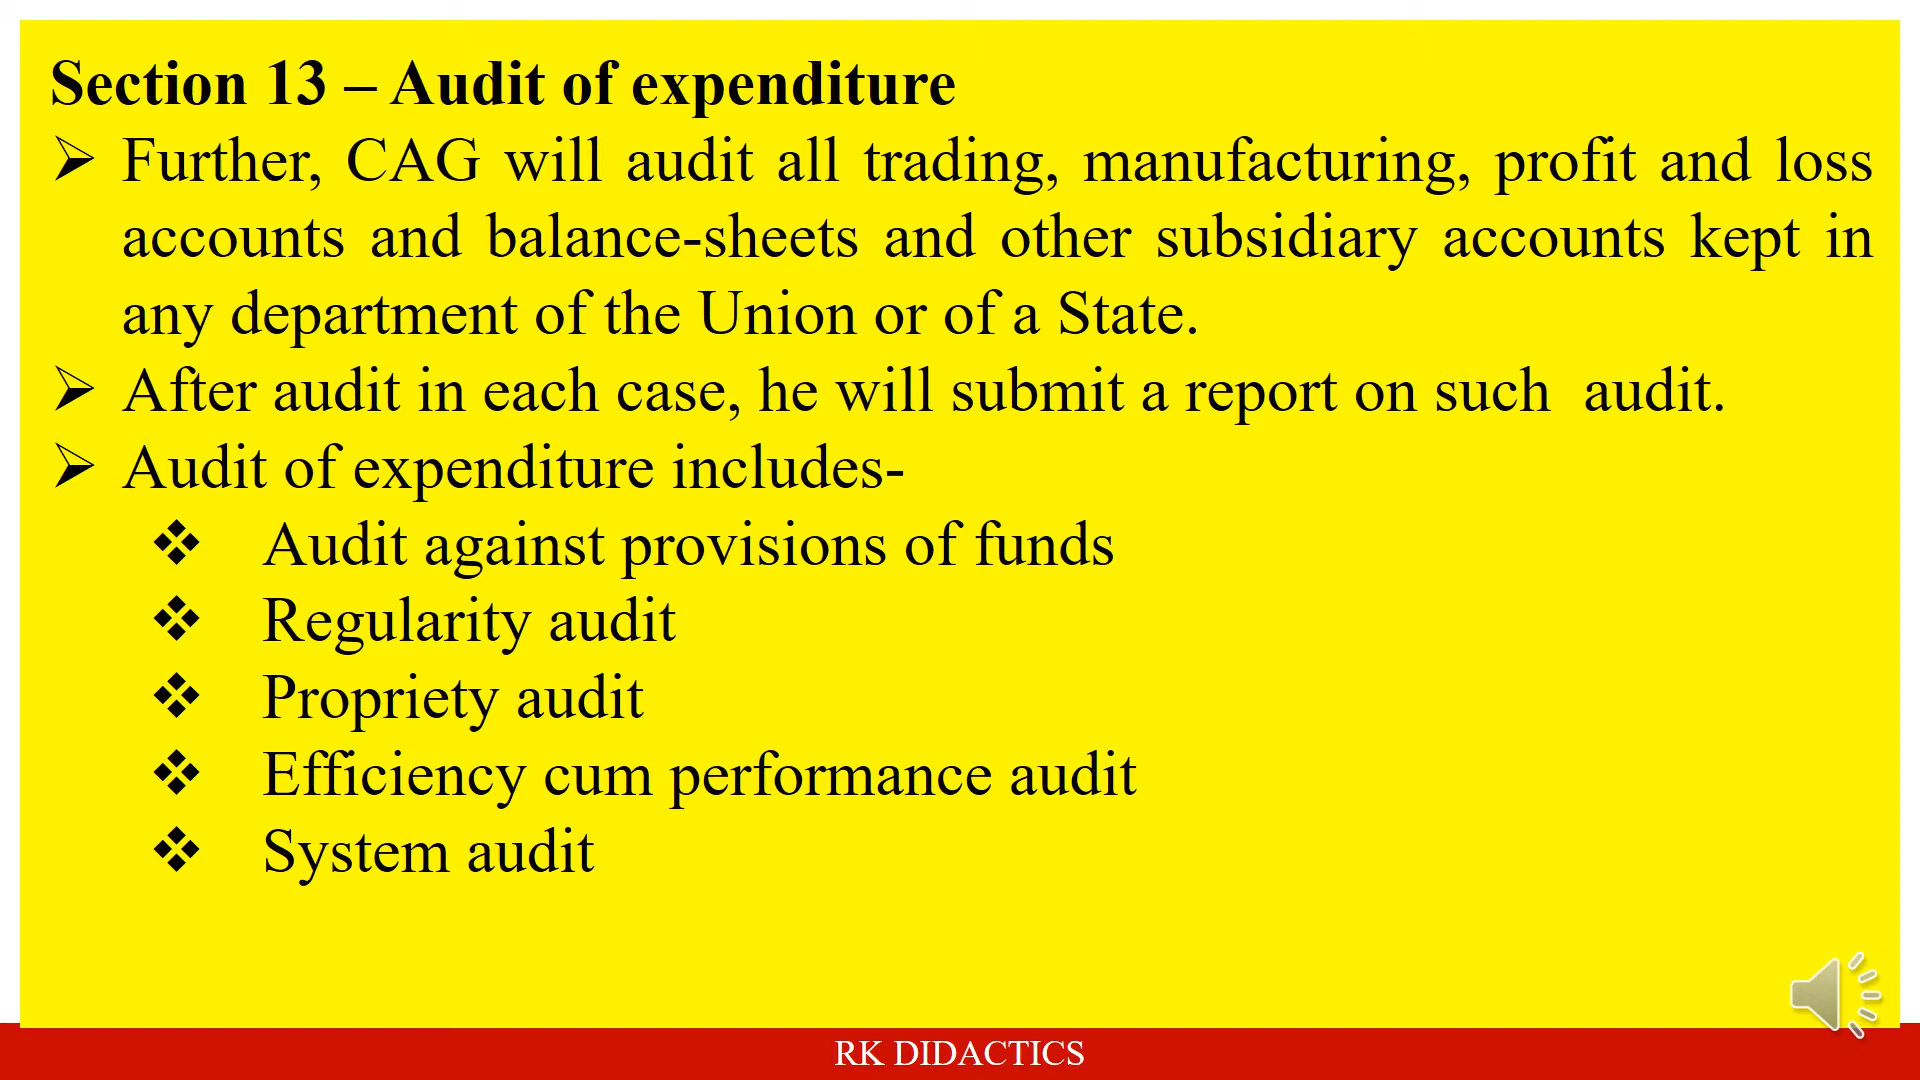 Section 13 – Audit of expenditure
➢ Further, CAG will audit all trading, manufacturing, profit and loss
accounts and balance-sheets and other subsidiary accounts kept in
any department of the Union or of a State.
➢ After audit in each case, he will submit a report on such  audit.
➢ Audit of expenditure includes-
❖ Audit against provisions of funds
❖ Regularity audit
❖ Propriety audit
❖ Efficiency cum performance audit
❖ System audit
RK DIDACTICS